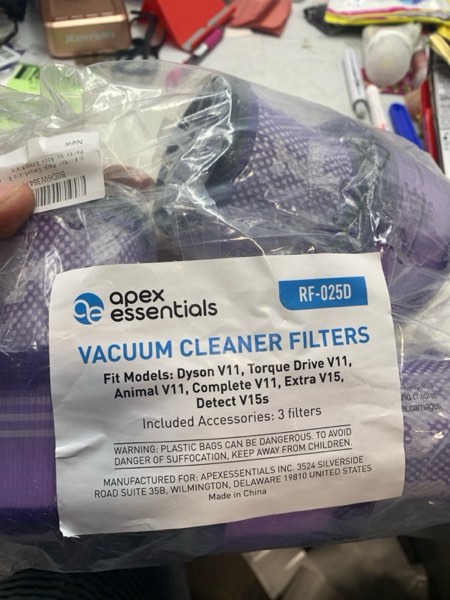 apex
essentials
RF-025D
VACUUM CLEANER FILTERS
Fit Models: Dyson V11, Torque Drive V11,
Animal V11, Complete V11, Extra V15,
Detect V15s
Included Accessories: 3 filters
WARNING: PLASTIC BAGS CAN BE DANGEROUS. TO AVOID
DANGER OF SUFFOCATION, KEEP AWAY FROM CHILDREN.
MANUFACTURED FOR: APEXESSENTIALS INC. 3524 SILVERSIDE
ROAD SUITE 35B, WILMINGTON, DELAWARE 19810 UNITED STATES
Made in China
New